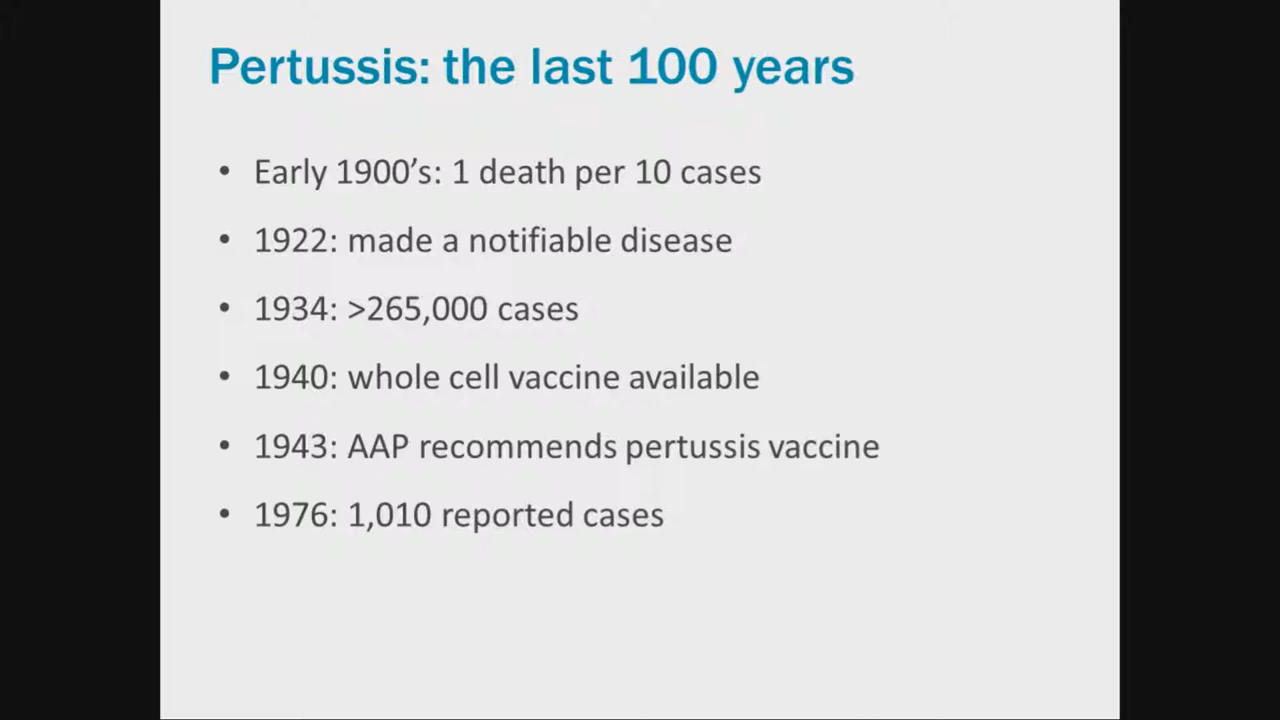 Pertussis: the last 100 years
• Early 1900’s: 1 death per 10 cases
• 1922: made a notifiable disease
• 1934: >265,000 cases
• 1940: whole cell vaccine available
• 1943: AAP recommends pertussis vaccine
• 1976: 1,010 reported cases